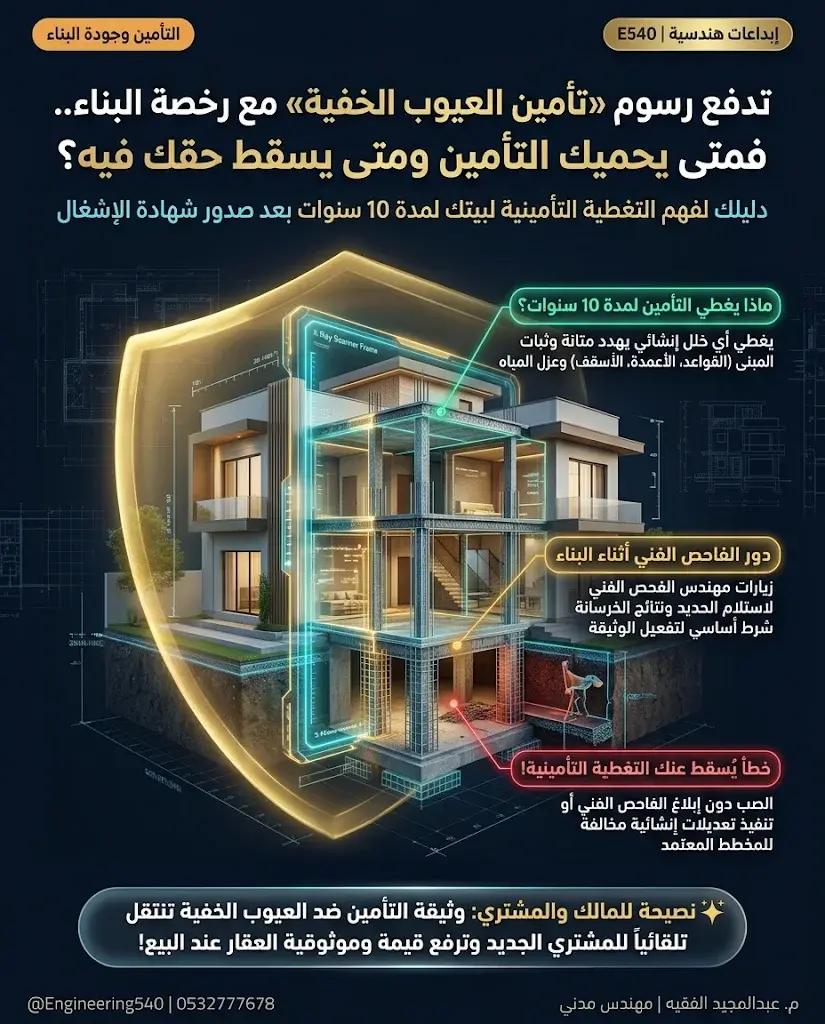 إبداعات هندسية | E540
التأمين وجودة البناء
تدفع رسوم «تأمين العيوب الخفية» مع رخصة البناء..
فمتى يحميك التأمين ومتى يسقط حقك فيه؟
دليلك لفهم التغطية التأمينية لبيتك لمدة 10 سنوات بعد صدور شهادة الإشغال
ماذا يغطي التأمين لمدة 10 سنوات؟
يغطي أي خلل إنشائي يهدد متانة وثبات
المبنى (القواعد، الأعمدة، الأسقف) وعزل المياه
دور الفاحص الفني أثناء البناء
زيارات مهندس الفحص الفني
لاستلام الحديد ونتائج الخرسانة
شرط أساسي لتفعيل الوثيقة
خطأ يُسقط عنك التغطية التأمينية!
الصب دون إبلاغ الفاحص الفني أو
تنفيذ تعديلات إنشائية مخالفة
للمخطط المعتمد
نصيحة للمالك والمشتري: وثيقة التأمين ضد العيوب الخفية تنتقل
تلقائياً للمشتري الجديد وترفع قيمة وموثوقية العقار عند البيع!
م. عبدالمجيد الفقيه | مهندس مدني
@Engineering540 | 0532777678